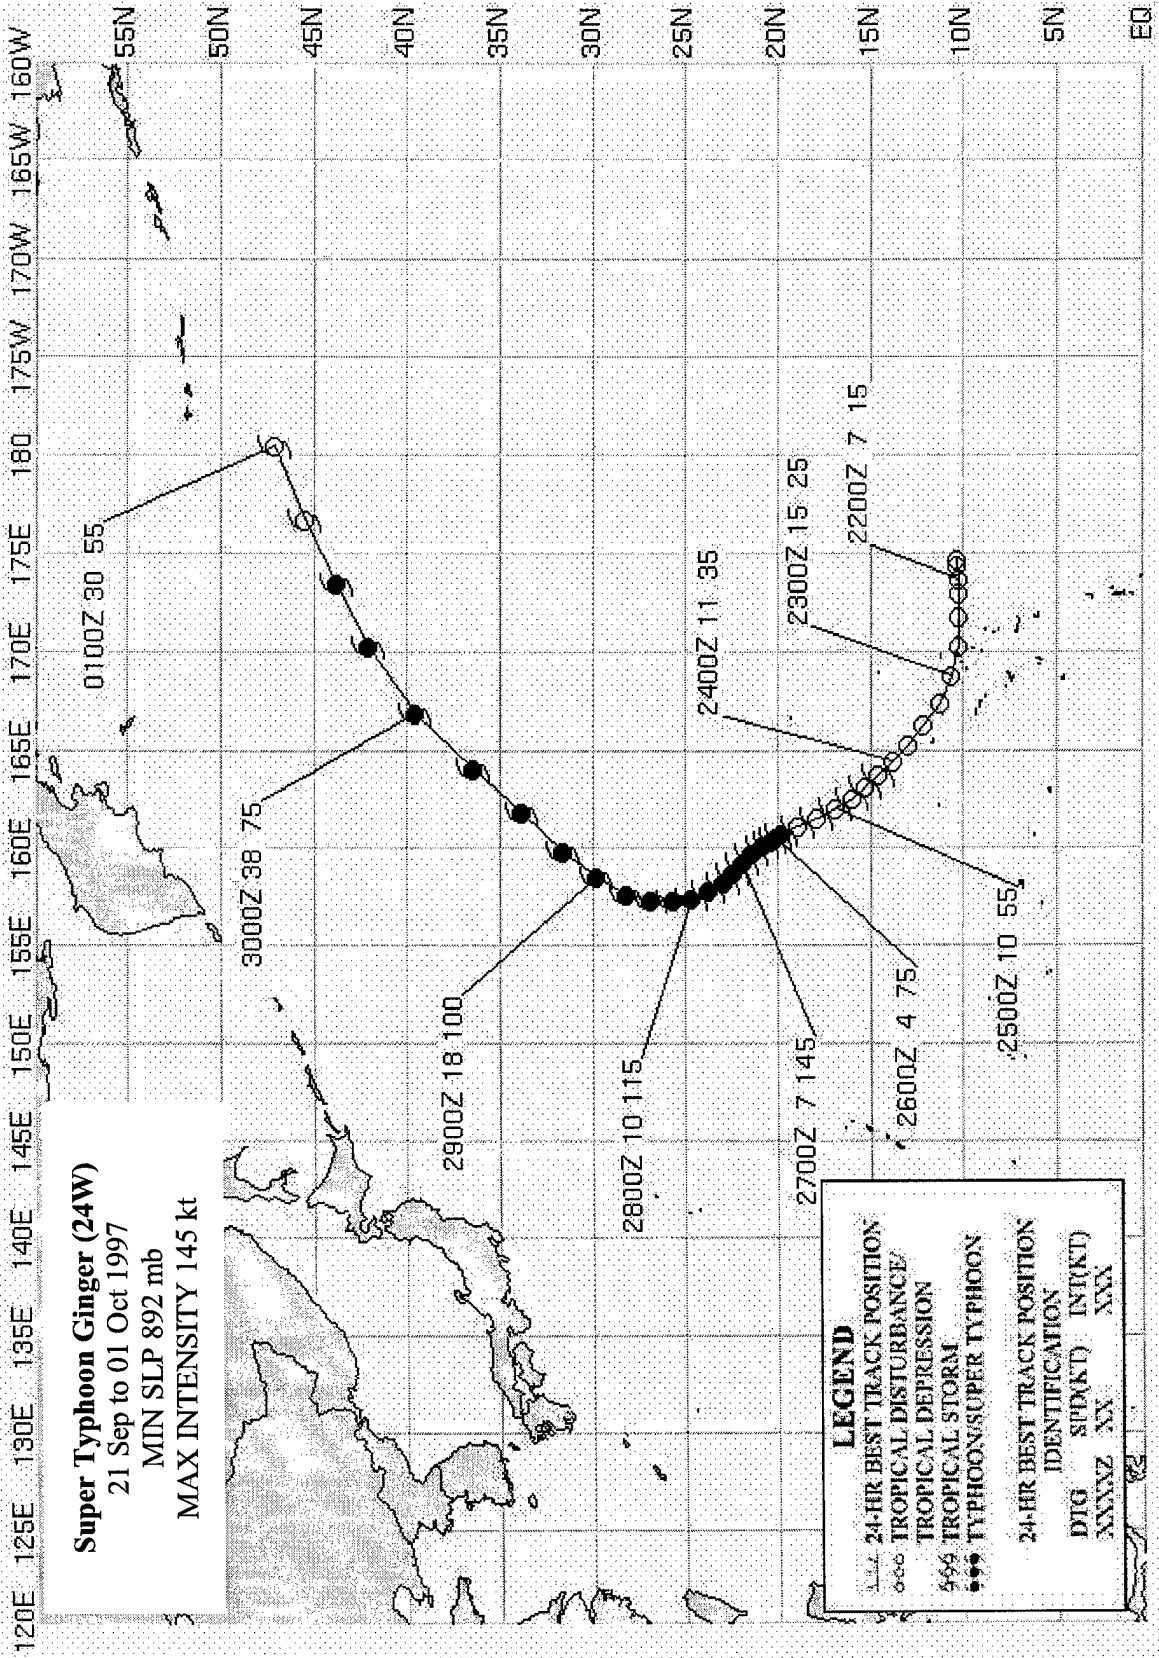 Super Typhoon Ginger (24W)
21 Sep to 01 Oct 1997
MIN SLP 892 mb
MAX INTENSITY 145 kt
120E 125E 130E 135E 140E 145E 150E 155E 160E 165E 170E 175E 180 175W 170W 165W 160W
55N
50N
45N
40N
35N
30N
25N
20N
15N
10N
5N
EQ
0100Z 30 55
3000Z 38 75
2900Z 18 100
2800Z 10 115
2700Z 7 145
2600Z 4 75
2500Z 10 55
2400Z 11 35
2300Z 15 25
2200Z 7 15
LEGEND
24-HR BEST TRACK POSITION
TROPICAL DISTURBANCE/
TROPICAL DEPRESSION
TROPICAL STORM
TYPHOON/SUPER TYPHOON
24-HR BEST TRACK POSITION
IDENTIFICATION
DTG SPD(KT) INT(KT)
XXXXZ XX XXX